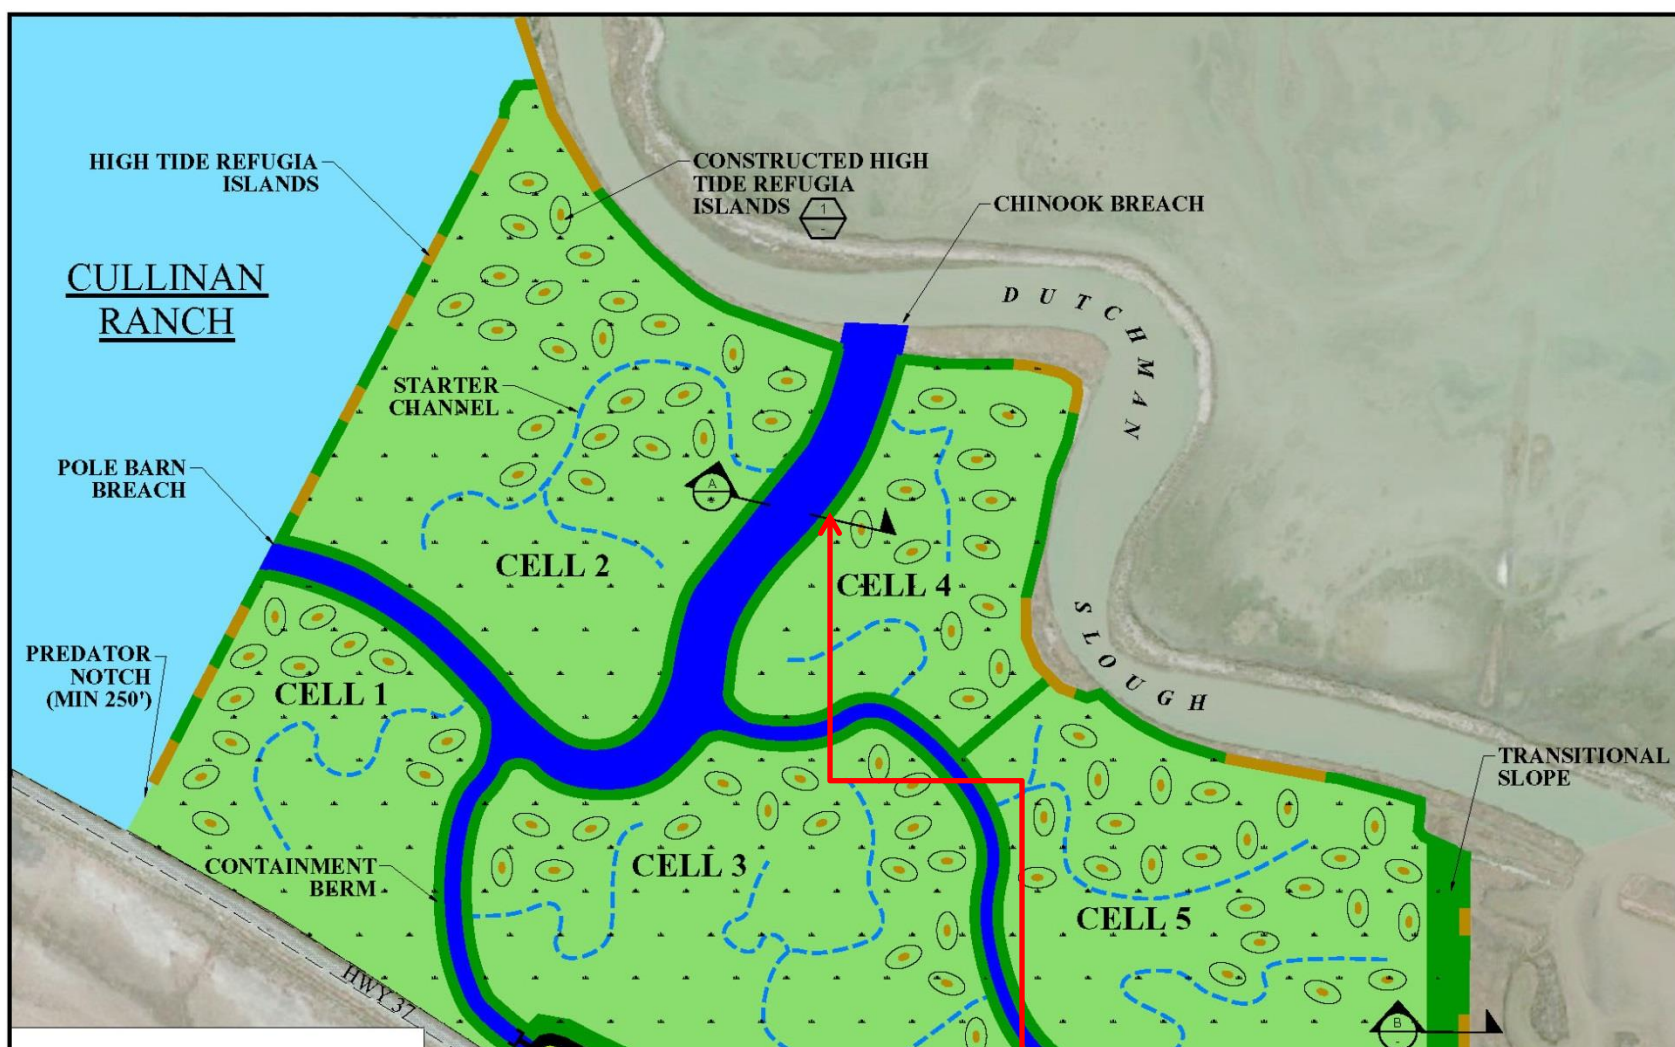 HIGH TIDE REFUGIA
ISLANDS
CONSTRUCTED HIGH
TIDE REFUGIA
ISLANDS
1
-
CHINOOK BREACH
CULLINAN
RANCH
DUTCHMAN
SLOUGH
STARTER
CHANNEL
POLE BARN
BREACH
A
CELL 2
CELL 4
PREDATOR
NOTCH
(MIN 250')
CELL 1
TRANSITIONAL
SLOPE
CONTAINMENT
BERM
CELL 3
CELL 5
HWY 37
B
-